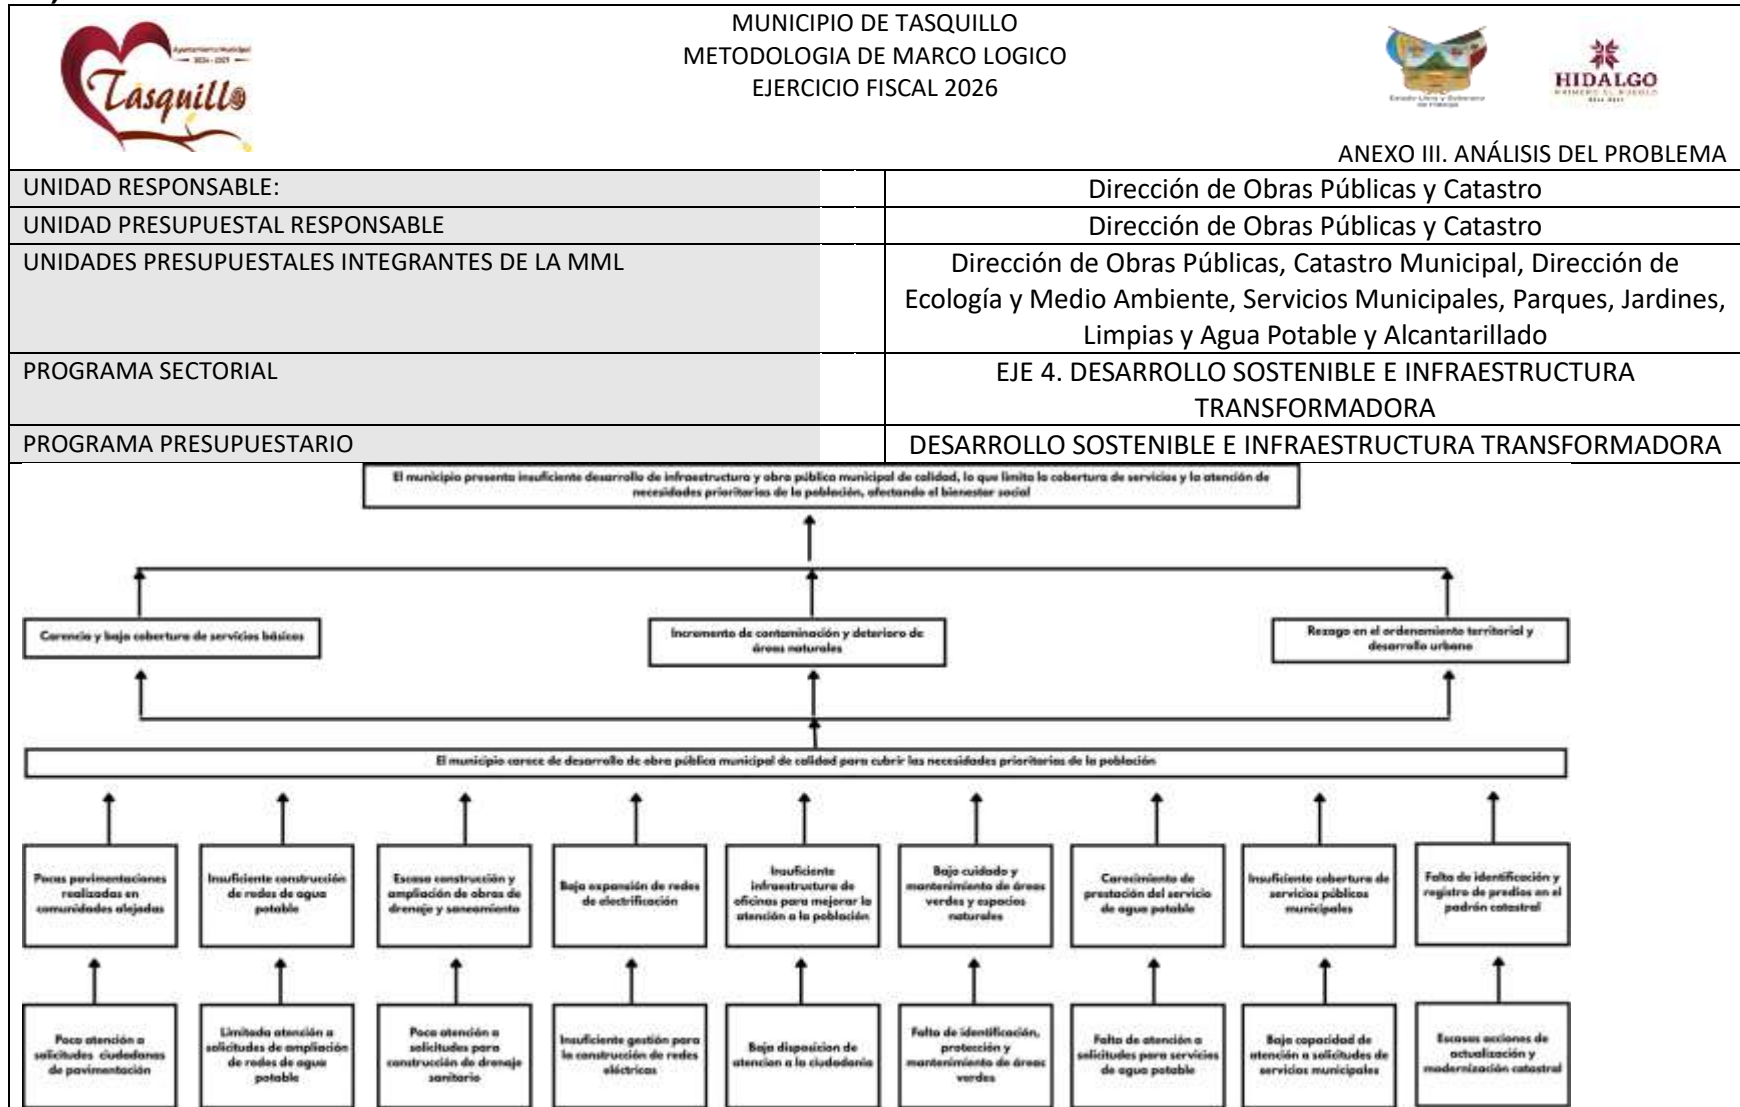 MUNICIPIO DE TASQUILLO
METODOLOGIA DE MARCO LOGICO
EJERCICIO FISCAL 2026
Ayuntamiento Municipal
2024 - 2027
Tasquillo
Estado Libre y Soberano
de Hidalgo
HIDALGO
PRIMERO EL PUEBLO
ANEXO III. ANÁLISIS DEL PROBLEMA
UNIDAD RESPONSABLE:
Dirección de Obras Públicas y Catastro
UNIDAD PRESUPUESTAL RESPONSABLE
Dirección de Obras Públicas y Catastro
UNIDADES PRESUPUESTALES INTEGRANTES DE LA MML
Dirección de Obras Públicas, Catastro Municipal, Dirección de
Ecología y Medio Ambiente, Servicios Municipales, Parques, Jardines,
Limpias y Agua Potable y Alcantarillado
PROGRAMA SECTORIAL
EJE 4. DESARROLLO SOSTENIBLE E INFRAESTRUCTURA
TRANSFORMADORA
PROGRAMA PRESUPUESTARIO
DESARROLLO SOSTENIBLE E INFRAESTRUCTURA TRANSFORMADORA
El municipio presenta insuficiente desarrollo de infraestructura y obra pública municipal de calidad, lo que limita la cobertura de servicios y la atención de
necesidades prioritarias de la población, afectando el bienestar social
Carencia y baja cobertura de servicios básicos
Incremento de contaminación y deterioro de
áreas naturales
Rezago en el ordenamiento territorial y
desarrollo urbano
El municipio carece de desarrollo de obra pública municipal de calidad para cubrir las necesidades prioritarias de la población
Pocas pavimentaciones
realizadas en
comunidades alejadas
Insuficiente construcción
de redes de agua
potable
Escasa construcción y
ampliación de obras de
drenaje y saneamiento
Baja expansión de redes
de electrificación
Insuficiente
infraestructura de
oficinas para mejerar la
atención a la población
Bajo cuidado y
mantenimiento de áreas
verdes y espacios
naturales
Carecimiento de
prestación del servicio
de agua potable
Insuficiente cobertura de
servicios públicos
municipales
Falta de identificación y
registro de predios en el
padrón catastral
Poca atención a
solicitudes ciudadanas
de pavimentación
Limitada atención a
solicitudes de ampliación
de redes de agua
potable
Poca atención a
solicitudes para
construcción de drenaje
sanitario
Insuficiente gestión para
la construcción de redes
eléctricas
Baja disposicion de
atencion a la ciudadania
Falta de identificación,
protección y
mantenimiento de áreas
verdes
Falta de atención a
solicitudes para servicios
de agua potable
Baja capacidad de
atención a solicitudes de
servicios municipales
Escasas acciones de
actualización y
modernización catastral